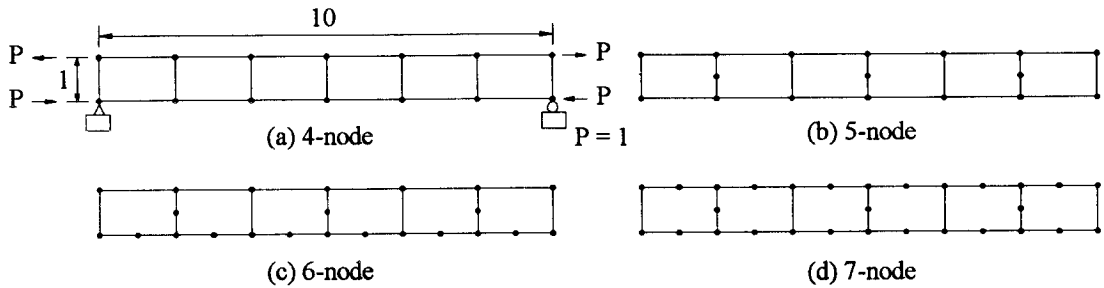 10
P
P
1
P
P
P = 1
(a) 4-node
(b) 5-node
(c) 6-node
(d) 7-node